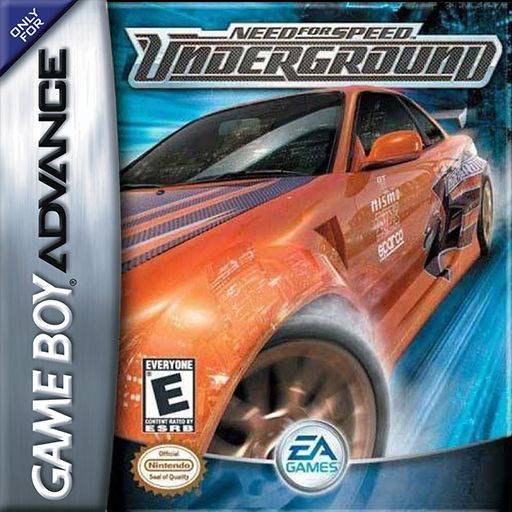 ONLY
FOR
GAME BOY ADVANCE
®
NEED FOR SPEED
UNDERGROUND
GT
nismo
sparco
EVERYONE
E
CONTENT RATED BY
ESRB
Official
Nintendo
Seal of Quality
EA
GAMES